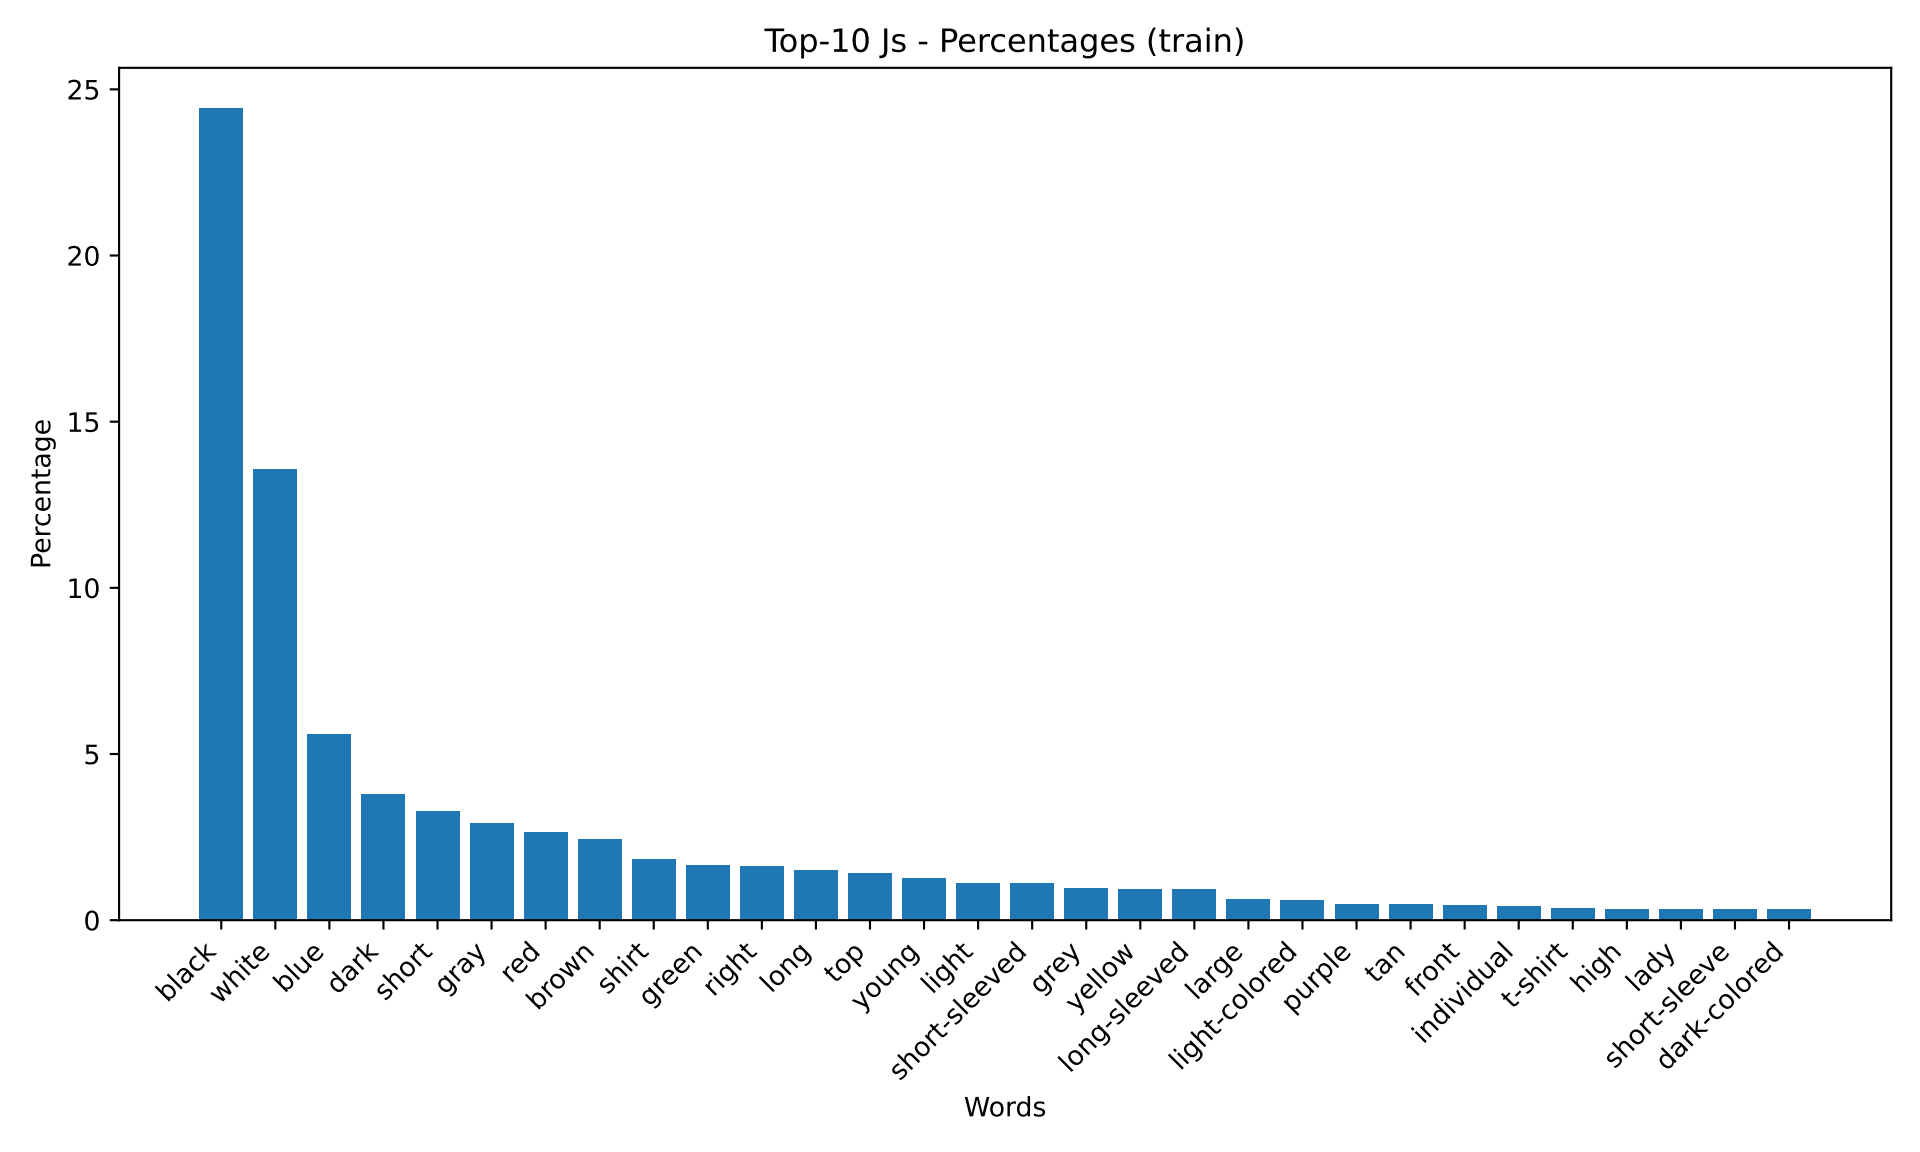 Top-10 Js - Percentages (train)
Percentage
25
20
15
10
5
0
black
white
blue
dark
short
gray
red
brown
shirt
green
right
long
top
young
light
short-sleeved
grey
yellow
long-sleeved
large
light-colored
purple
tan
front
individual
t-shirt
high
lady
short-sleeve
dark-colored
Words